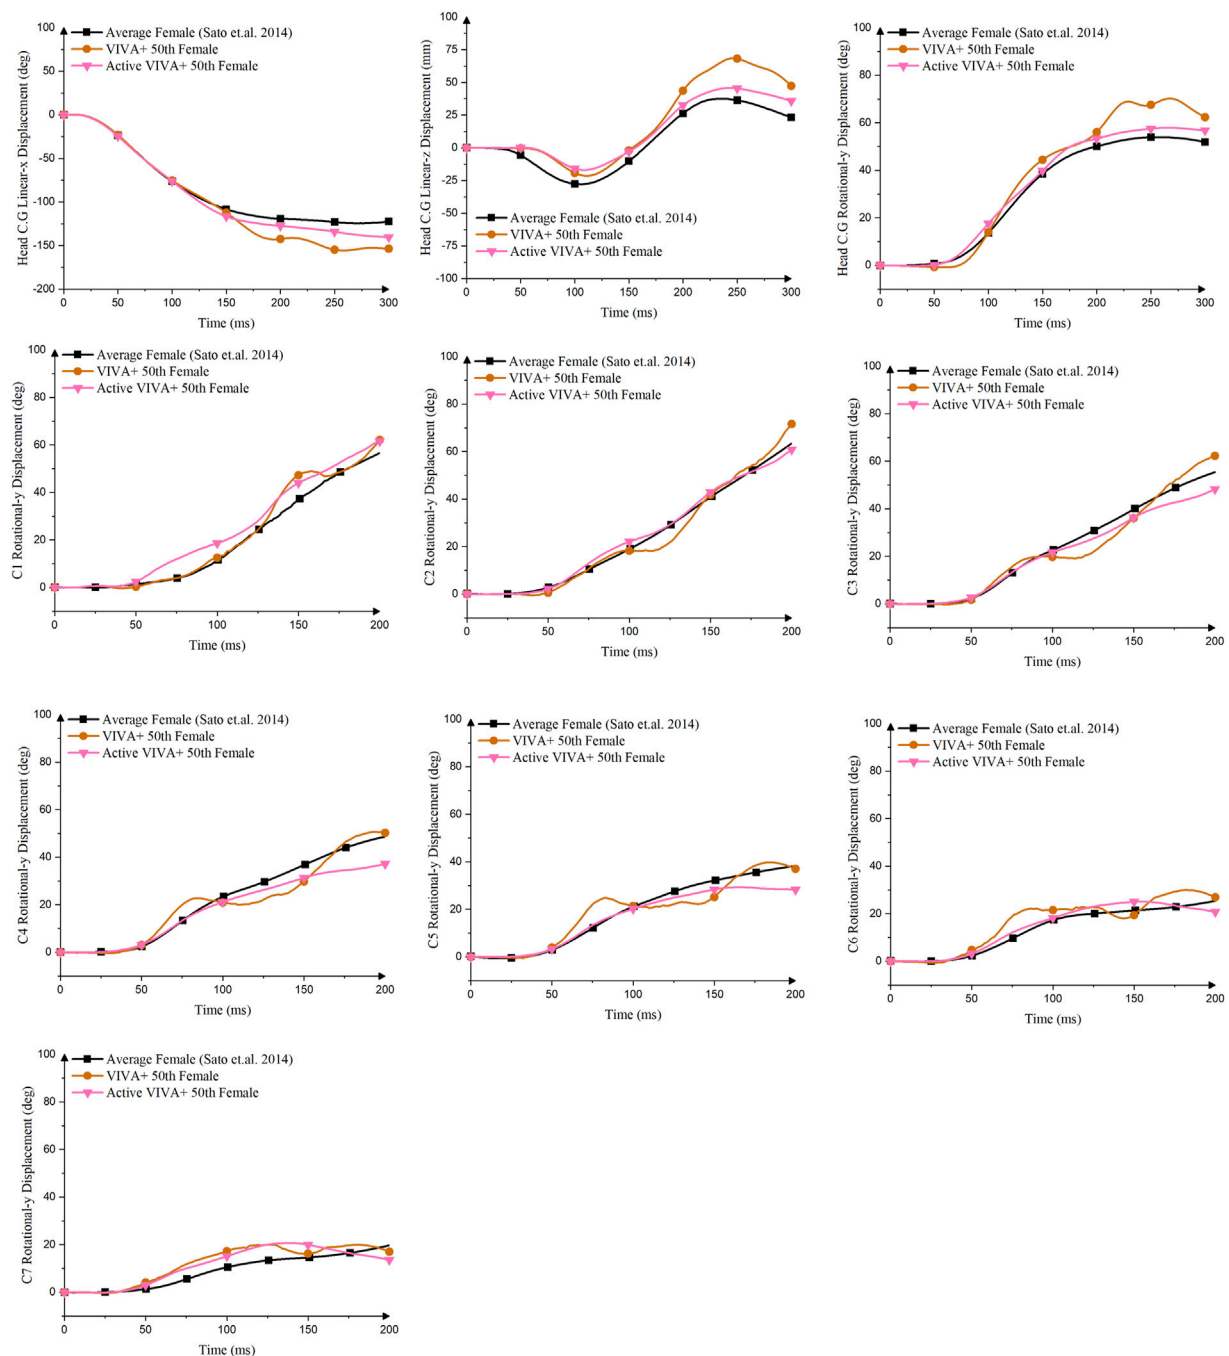 Head C.G Linear-x Displacement (deg)
100
75
50
25
0
-25
-50
-75
-100
Average Female (Sato et.al. 2014)
VIVA+ 50th Female
Active VIVA+ 50th Female
100
50
0
-50
-100
-150
-200
0 50 100 150 200 250 300
Time (ms)
Head C.G Linear-z Displacement (mm)
Average Female (Sato et.al. 2014)
VIVA+ 50th Female
Active VIVA+ 50th Female
0 50 100 150 200 250 300
Time (ms)
Head C.G Rotational-y Displacement (deg)
100
80
60
40
20
0
Average Female (Sato et.al. 2014)
VIVA+ 50th Female
Active VIVA+ 50th Female
0 50 100 150 200 250 300
Time (ms)
C1 Rotational-y Displacement (deg)
100
80
60
40
20
0
Average Female (Sato et.al. 2014)
VIVA+ 50th Female
Active VIVA+ 50th Female
0 50 100 150 200
Time (ms)
C2 Rotational-y Displacement (deg)
100
80
60
40
20
0
Average Female (Sato et.al. 2014)
VIVA+ 50th Female
Active VIVA+ 50th Female
0 50 100 150 200
Time (ms)
C3 Rotational-y Displacement (deg)
100
80
60
40
20
0
Average Female (Sato et.al. 2014)
VIVA+ 50th Female
Active VIVA+ 50th Female
0 50 100 150 200
Time (ms)
C4 Rotational-y Displacement (deg)
100
80
60
40
20
0
Average Female (Sato et.al. 2014)
VIVA+ 50th Female
Active VIVA+ 50th Female
0 50 100 150 200
Time (ms)
C5 Rotational-y Displacement (deg)
100
80
60
40
20
0
Average Female (Sato et.al. 2014)
VIVA+ 50th Female
Active VIVA+ 50th Female
0 50 100 150 200
Time (ms)
C6 Rotational-y Displacement (deg)
100
80
60
40
20
0
Average Female (Sato et.al. 2014)
VIVA+ 50th Female
Active VIVA+ 50th Female
0 50 100 150 200
Time (ms)
C7 Rotational-y Displacement (deg)
100
80
60
40
20
0
Average Female (Sato et.al. 2014)
VIVA+ 50th Female
Active VIVA+ 50th Female
0 50 100 150 200
Time (ms)